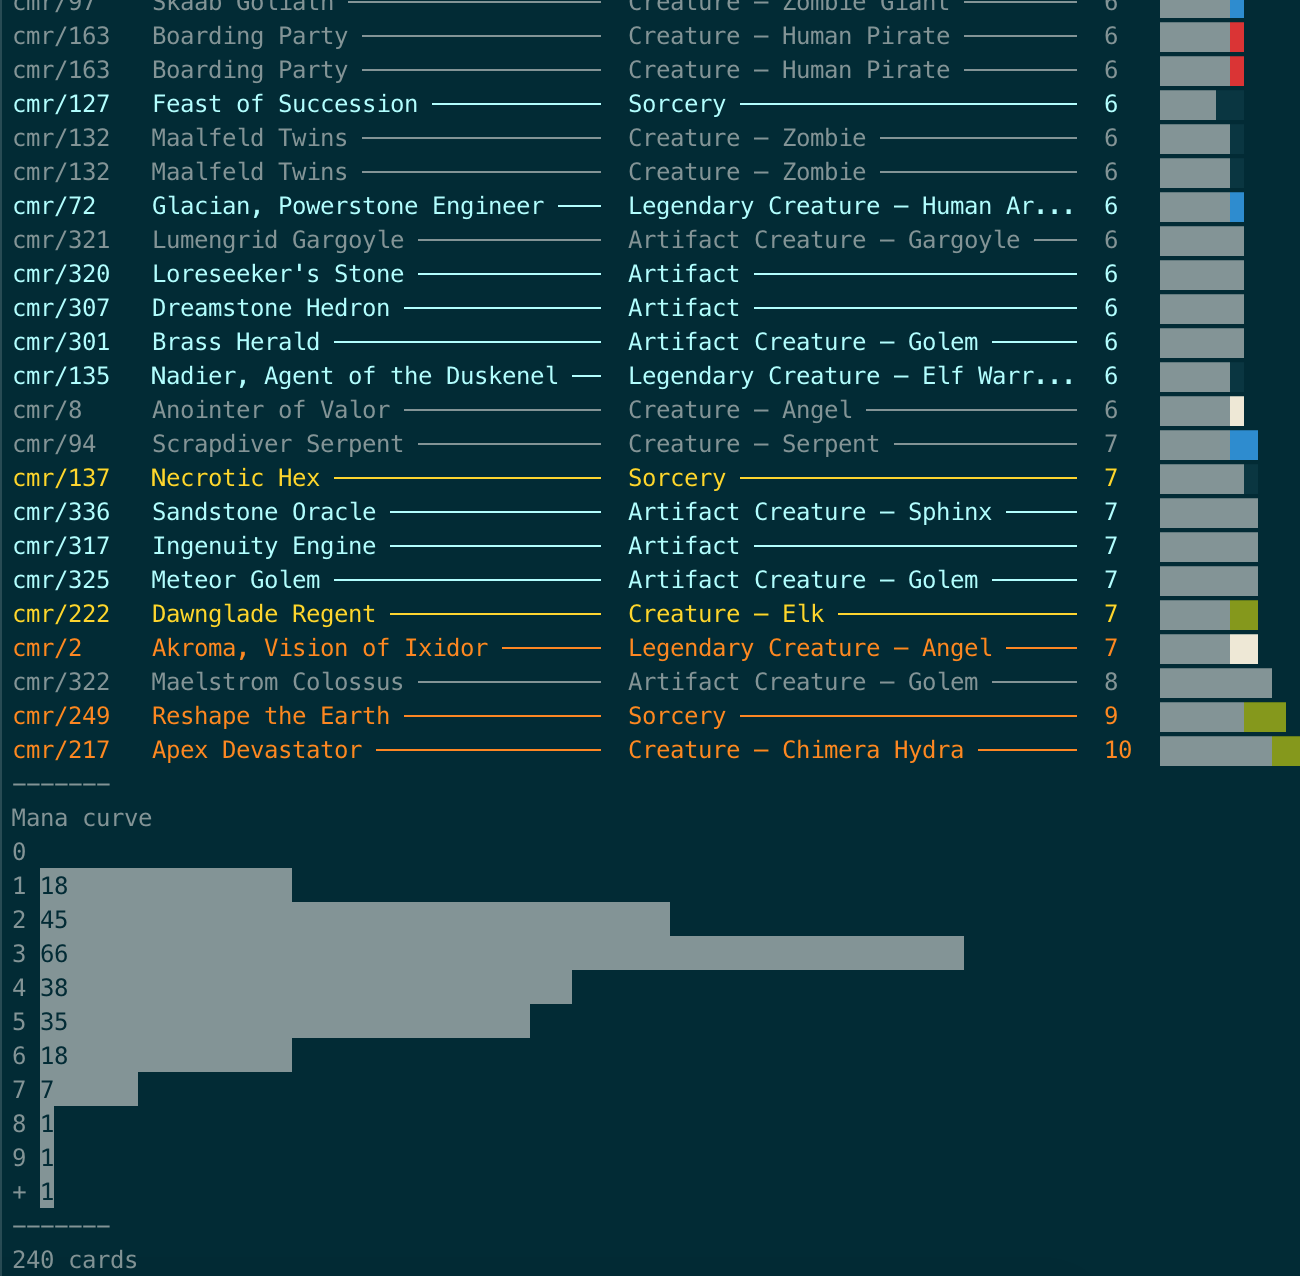 cmr/97 Skaab Goliath Creature — Zombie Giant 6
cmr/163 Boarding Party Creature — Human Pirate 6
cmr/163 Boarding Party Creature — Human Pirate 6
cmr/127 Feast of Succession Sorcery 6
cmr/132 Maalfeld Twins Creature — Zombie 6
cmr/132 Maalfeld Twins Creature — Zombie 6
cmr/72 Glacian, Powerstone Engineer Legendary Creature — Human Ar... 6
cmr/321 Lumengrid Gargoyle Artifact Creature — Gargoyle 6
cmr/320 Loreseeker's Stone Artifact 6
cmr/307 Dreamstone Hedron Artifact 6
cmr/301 Brass Herald Artifact Creature — Golem 6
cmr/135 Nadier, Agent of the Duskenel Legendary Creature — Elf Warr... 6
cmr/8 Anointer of Valor Creature — Angel 6
cmr/94 Scrapdiver Serpent Creature — Serpent 7
cmr/137 Necrotic Hex Sorcery 7
cmr/336 Sandstone Oracle Artifact Creature — Sphinx 7
cmr/317 Ingenuity Engine Artifact 7
cmr/325 Meteor Golem Artifact Creature — Golem 7
cmr/222 Dawnglade Regent Creature — Elk 7
cmr/2 Akroma, Vision of Ixidor Legendary Creature — Angel 7
cmr/322 Maelstrom Colossus Artifact Creature — Golem 8
cmr/249 Reshape the Earth Sorcery 9
cmr/217 Apex Devastator Creature — Chimera Hydra 10
———————
Mana curve
0
1 18
2 45
3 66
4 38
5 35
6 18
7 7
8 1
9 1
+ 1
———————
240 cards